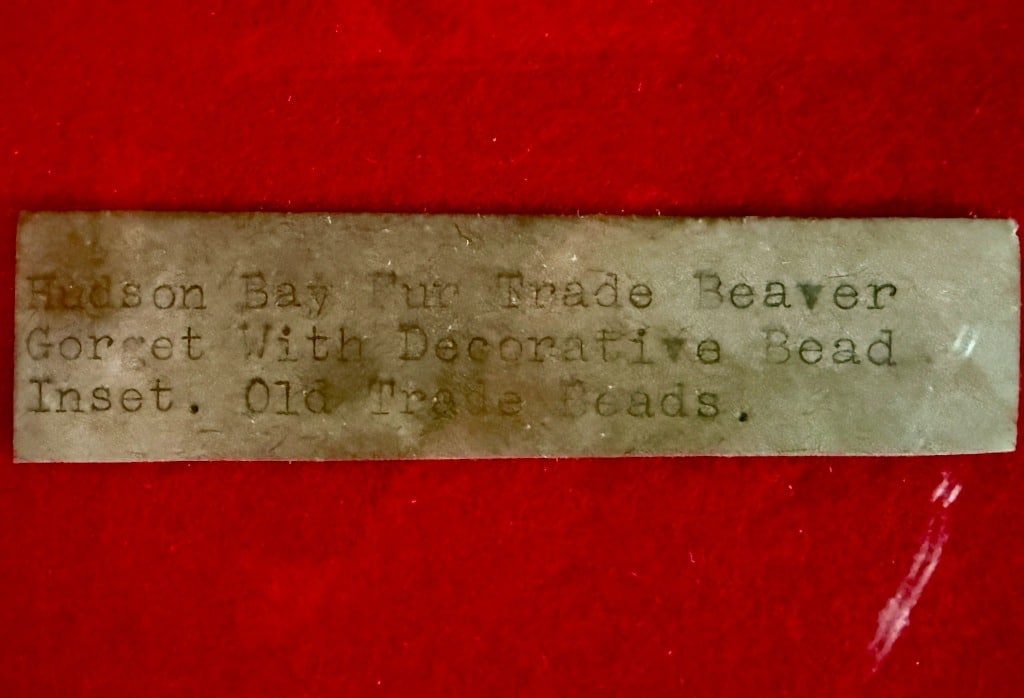 Hudson Bay Fur Trade Beaver
Gorget With Decorative Bead
Inset. Old Trade Beads.